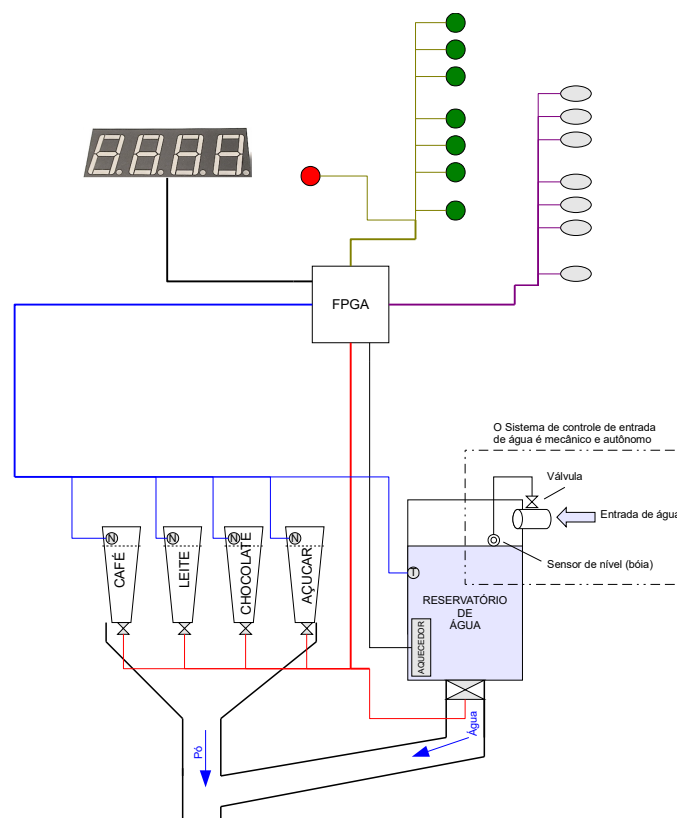 FPGA
O Sistema de controle de entrada
de água é mecânico e autônomo
Válvula
Entrada de água
Sensor de nível (bóia)
N
N
N
N
CAFÉ
LEITE
CHOCOLATE
AÇUCAR
T
RESERVATÓRIO
DE
ÁGUA
AQUECEDOR
Pó
Água